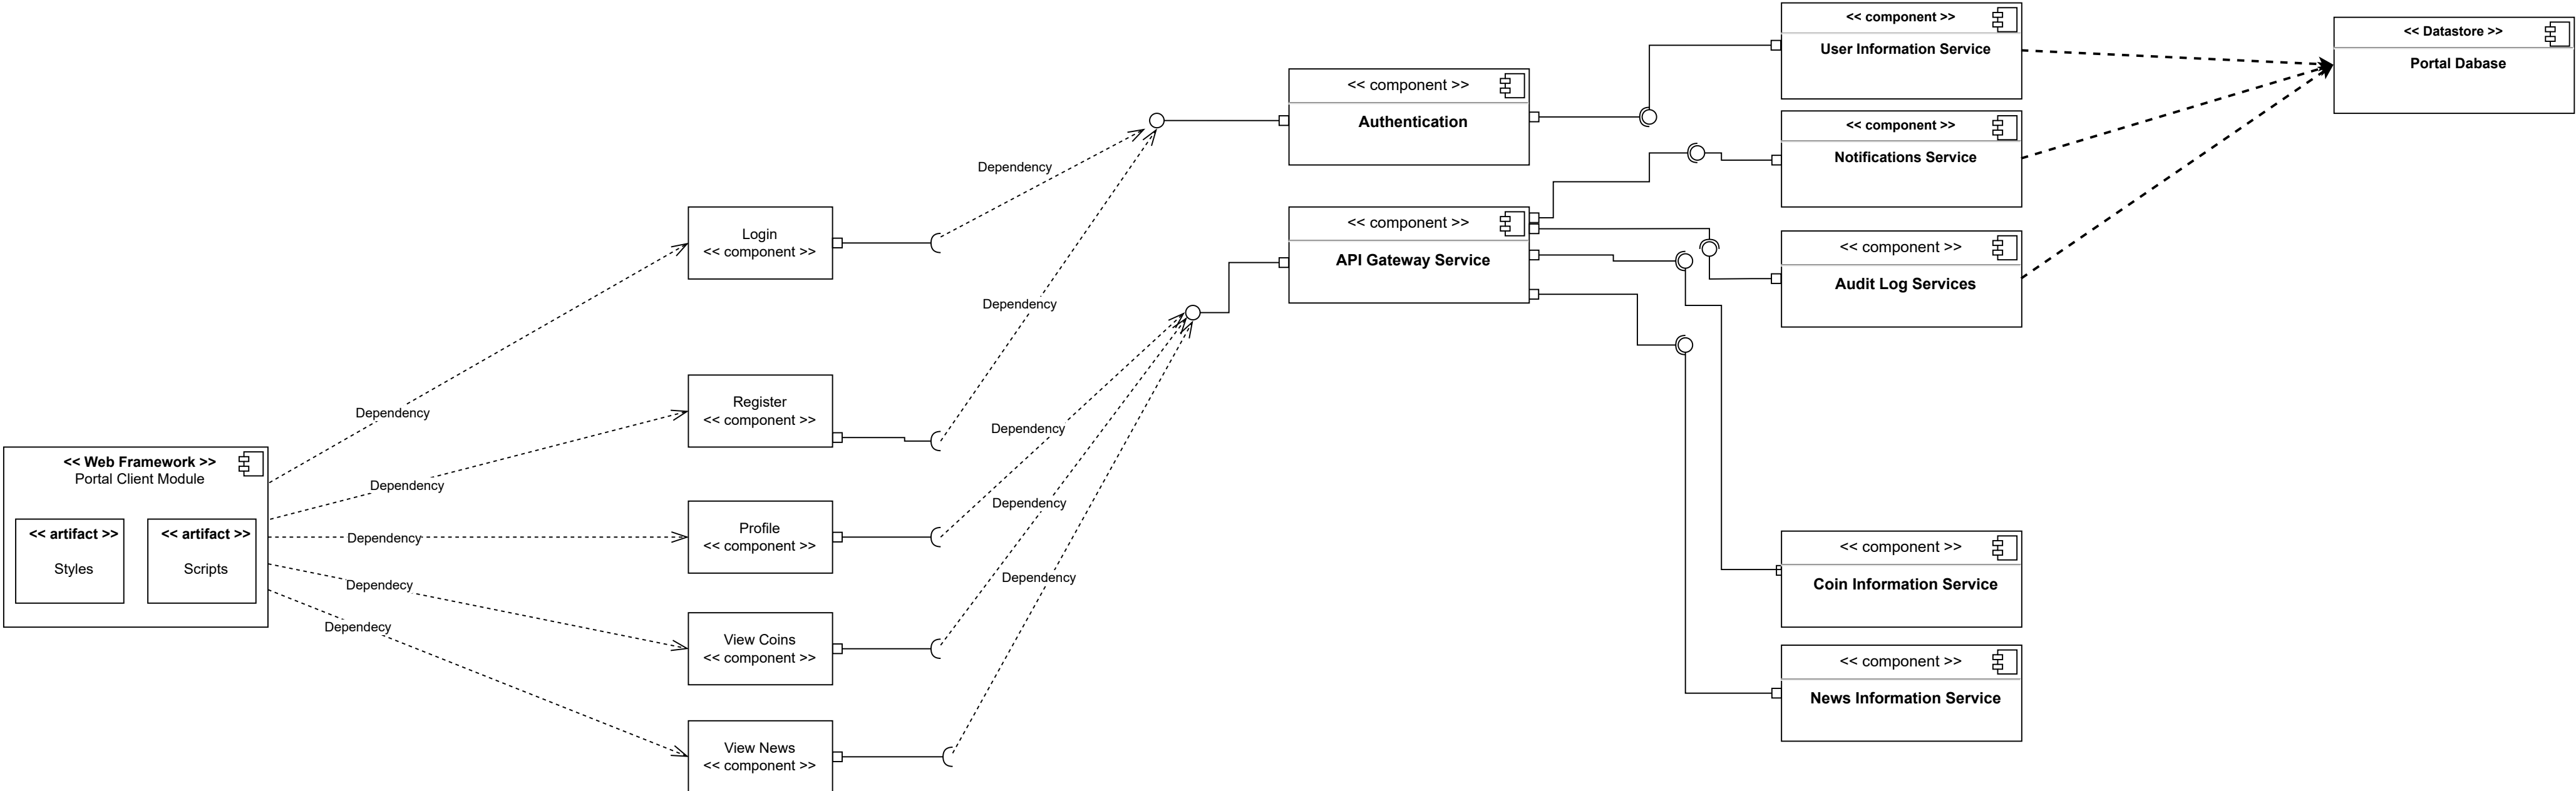 << component >>
User Information Service
<< Datastore >>
Portal Dabase
<< component >>
Authentication
<< component >>
Notifications Service
Dependency
Login
<< component >>
<< component >>
API Gateway Service
<< component >>
Audit Log Services
Dependency
Register
<< component >>
Dependency
Dependency
<< Web Framework >>
Portal Client Module
<< artifact >>
Styles
<< artifact >>
Scripts
Dependency
Dependency
Profile
<< component >>
Dependency
Dependency
Dependecy
Dependecy
View Coins
<< component >>
View News
<< component >>
<< component >>
Coin Information Service
<< component >>
News Information Service